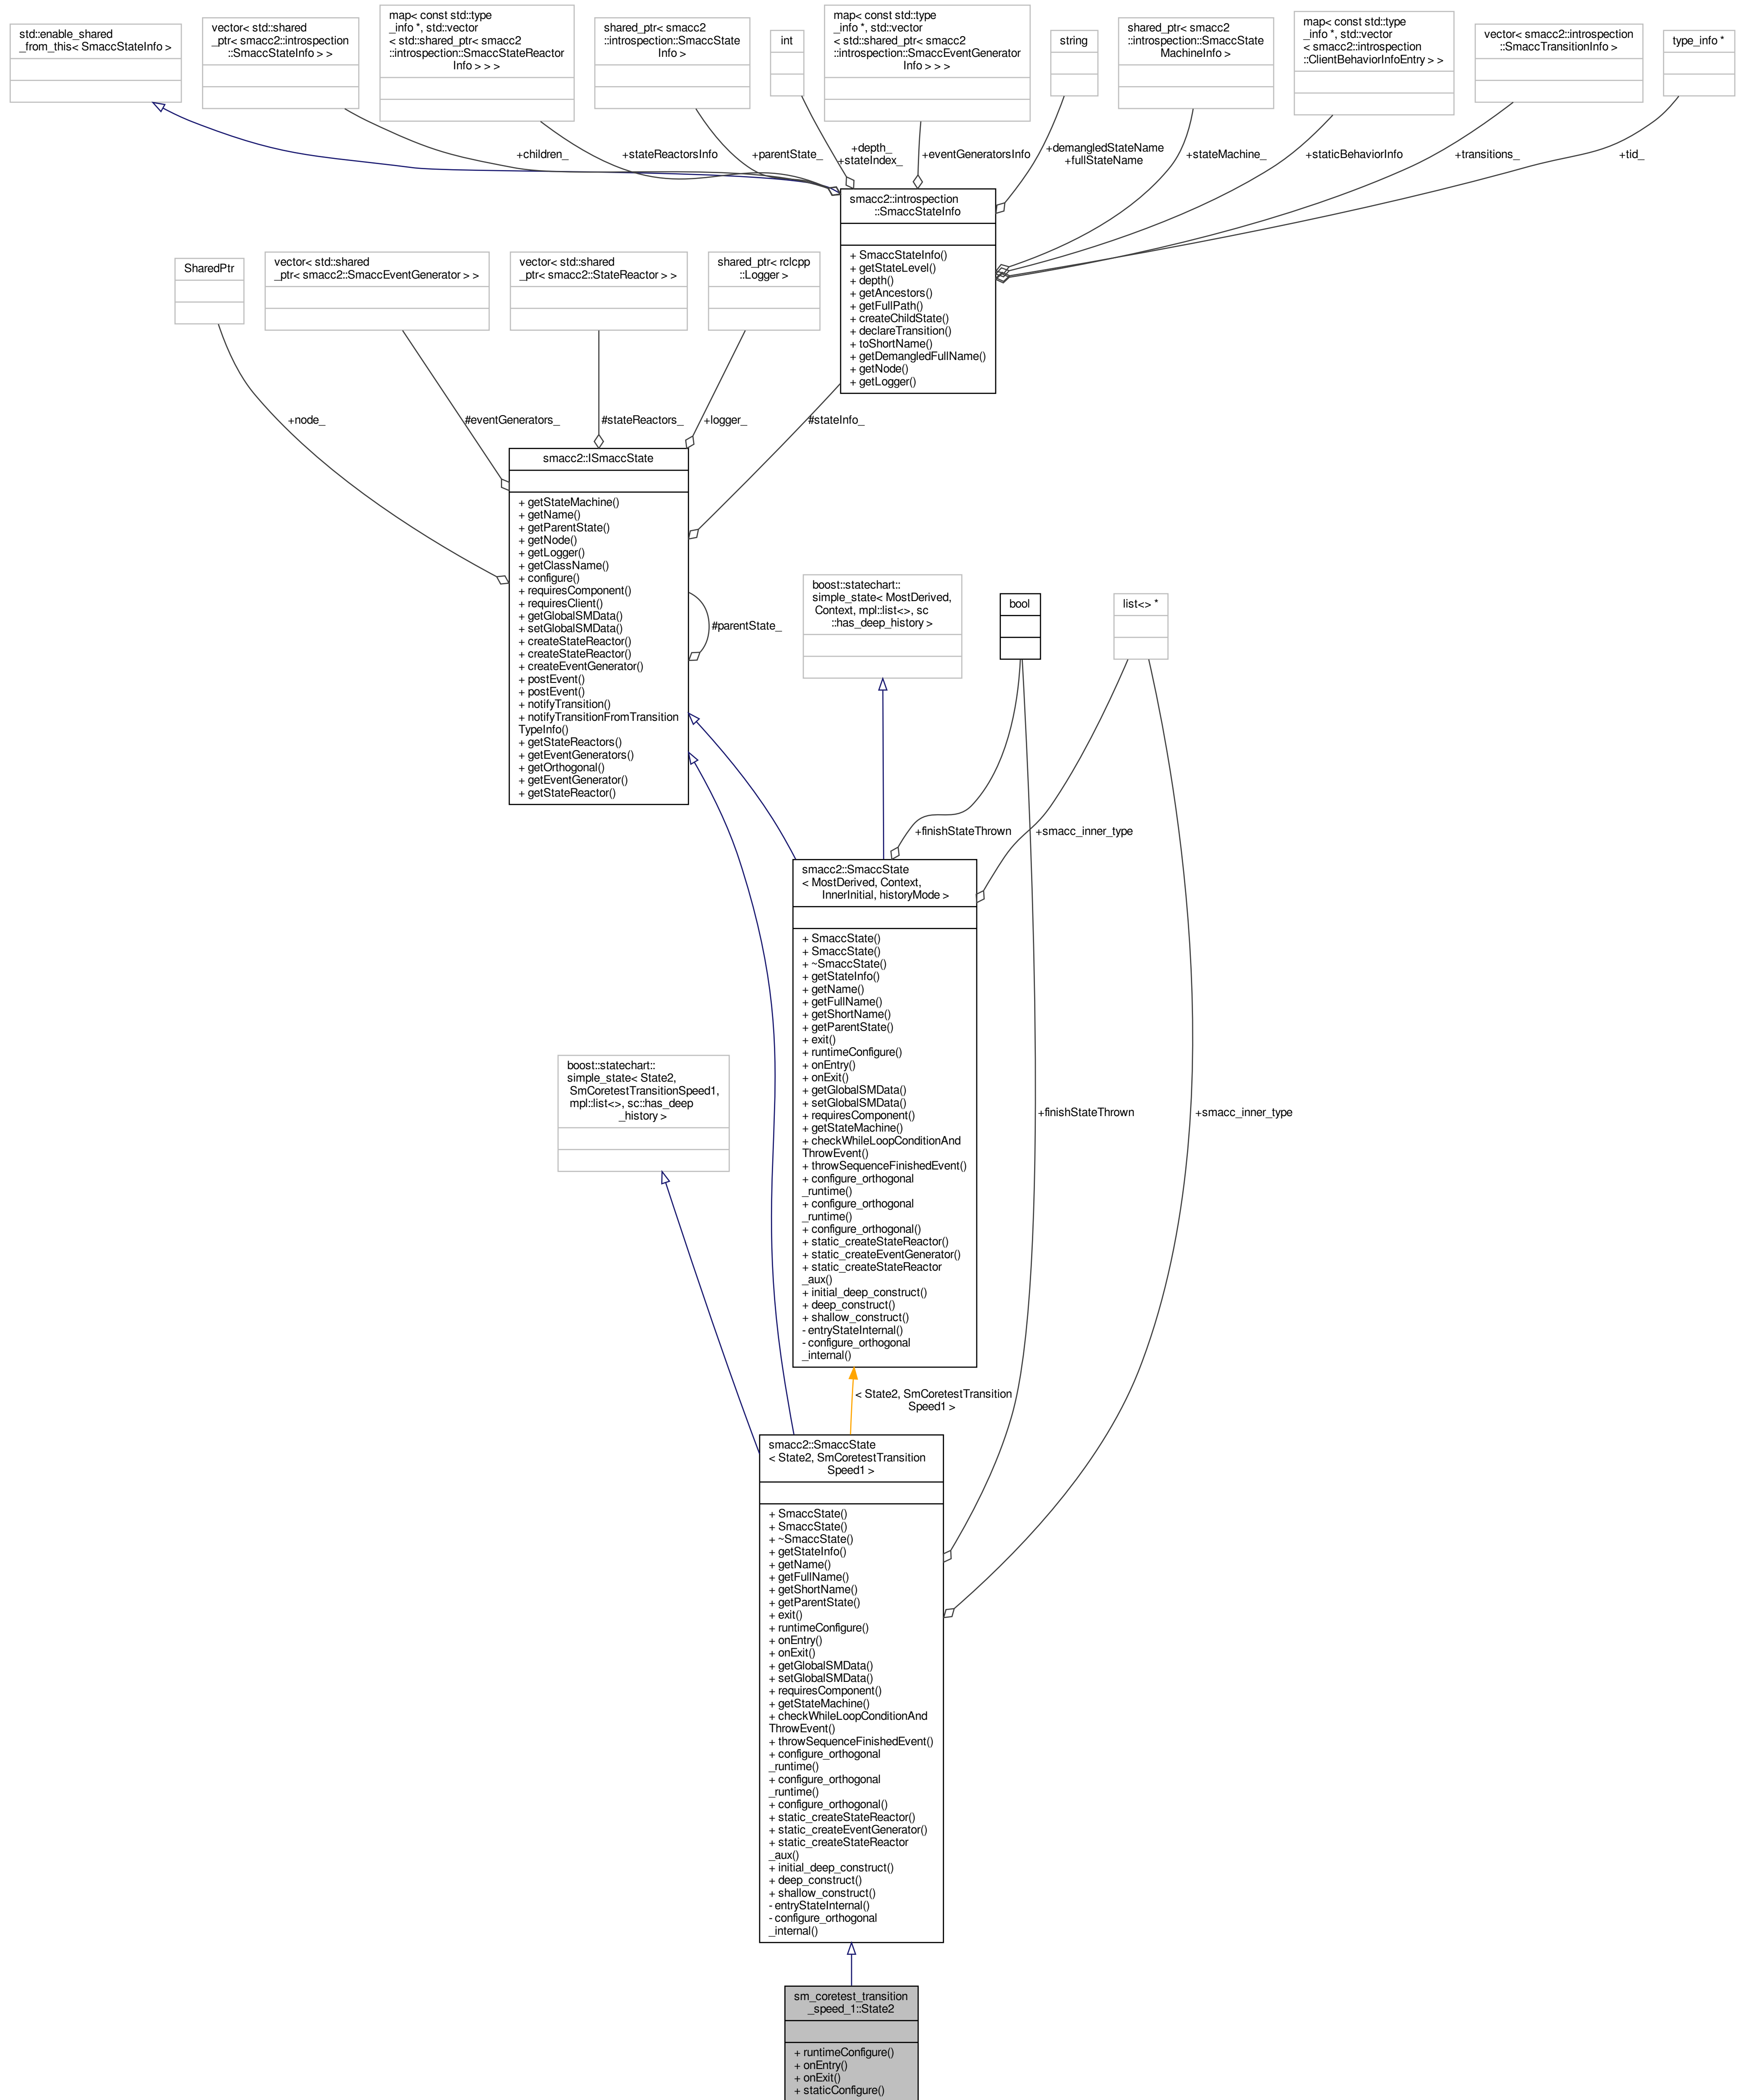 std::enable_shared
_from_this< SmaccStateInfo >
vector< std::shared
_ptr< smacc2::introspection
::SmaccStateInfo > >
map< const std::type
_info *, std::vector
< std::shared_ptr< smacc2
::introspection::SmaccStateReactor
Info > > >
shared_ptr< smacc2
::introspection::SmaccState
Info >
int
map< const std::type
_info *, std::vector
< std::shared_ptr< smacc2
::introspection::SmaccEventGenerator
Info > > >
string
shared_ptr< smacc2
::introspection::SmaccState
MachineInfo >
map< const std::type
_info *, std::vector
< smacc2::introspection
::ClientBehaviorInfoEntry > >
vector< smacc2::introspection
::SmaccTransitionInfo >
type_info *
+children_
+stateReactorsInfo
+parentState_
+depth_
+stateIndex_
+eventGeneratorsInfo
+demangledStateName
+fullStateName
+stateMachine_
+staticBehaviorInfo
+transitions_
+tid_
smacc2::introspection
::SmaccStateInfo
+ SmaccStateInfo()
+ getStateLevel()
+ depth()
+ getAncestors()
+ getFullPath()
+ createChildState()
+ declareTransition()
+ toShortName()
+ getDemangledFullName()
+ getNode()
+ getLogger()
SharedPtr
vector< std::shared
_ptr< smacc2::SmaccEventGenerator > >
vector< std::shared
_ptr< smacc2::StateReactor > >
shared_ptr< rclcpp
::Logger >
+node_
#eventGenerators_
#stateReactors_
+logger_
#stateInfo_
smacc2::ISmaccState
+ getStateMachine()
+ getName()
+ getParentState()
+ getNode()
+ getLogger()
+ getClassName()
+ configure()
+ requiresComponent()
+ requiresClient()
+ getGlobalSMData()
+ setGlobalSMData()
+ createStateReactor()
+ createStateReactor()
+ createEventGenerator()
+ postEvent()
+ postEvent()
+ notifyTransition()
+ notifyTransitionFromTransition
TypeInfo()
+ getStateReactors()
+ getEventGenerators()
+ getOrthogonal()
+ getEventGenerator()
+ getStateReactor()
#parentState_
boost::statechart::
simple_state< MostDerived,
Context, mpl::list<>, sc
::has_deep_history >
bool
list<> *
+finishStateThrown
+smacc_inner_type
smacc2::SmaccState
< MostDerived, Context,
InnerInitial, historyMode >
+ SmaccState()
+ SmaccState()
+ ~SmaccState()
+ getStateInfo()
+ getName()
+ getFullName()
+ getShortName()
+ getParentState()
+ exit()
+ runtimeConfigure()
+ onEntry()
+ onExit()
+ getGlobalSMData()
+ setGlobalSMData()
+ requiresComponent()
+ getStateMachine()
+ checkWhileLoopConditionAnd
ThrowEvent()
+ throwSequenceFinishedEvent()
+ configure_orthogonal
_runtime()
+ configure_orthogonal
_runtime()
+ configure_orthogonal()
+ static_createStateReactor()
+ static_createEventGenerator()
+ static_createStateReactor
_aux()
+ initial_deep_construct()
+ deep_construct()
+ shallow_construct()
- entryStateInternal()
- configure_orthogonal
_internal()
boost::statechart::
simple_state< State2,
SmCoretestTransitionSpeed1,
mpl::list<>, sc::has_deep
_history >
+finishStateThrown
+smacc_inner_type
< State2, SmCoretestTransition
Speed1 >
smacc2::SmaccState
< State2, SmCoretestTransition
Speed1 >
+ SmaccState()
+ SmaccState()
+ ~SmaccState()
+ getStateInfo()
+ getName()
+ getFullName()
+ getShortName()
+ getParentState()
+ exit()
+ runtimeConfigure()
+ onEntry()
+ onExit()
+ getGlobalSMData()
+ setGlobalSMData()
+ requiresComponent()
+ getStateMachine()
+ checkWhileLoopConditionAnd
ThrowEvent()
+ throwSequenceFinishedEvent()
+ configure_orthogonal
_runtime()
+ configure_orthogonal
_runtime()
+ configure_orthogonal()
+ static_createStateReactor()
+ static_createEventGenerator()
+ static_createStateReactor
_aux()
+ initial_deep_construct()
+ deep_construct()
+ shallow_construct()
- entryStateInternal()
- configure_orthogonal
_internal()
sm_coretest_transition
_speed_1::State2
+ runtimeConfigure()
+ onEntry()
+ onExit()
+ staticConfigure()